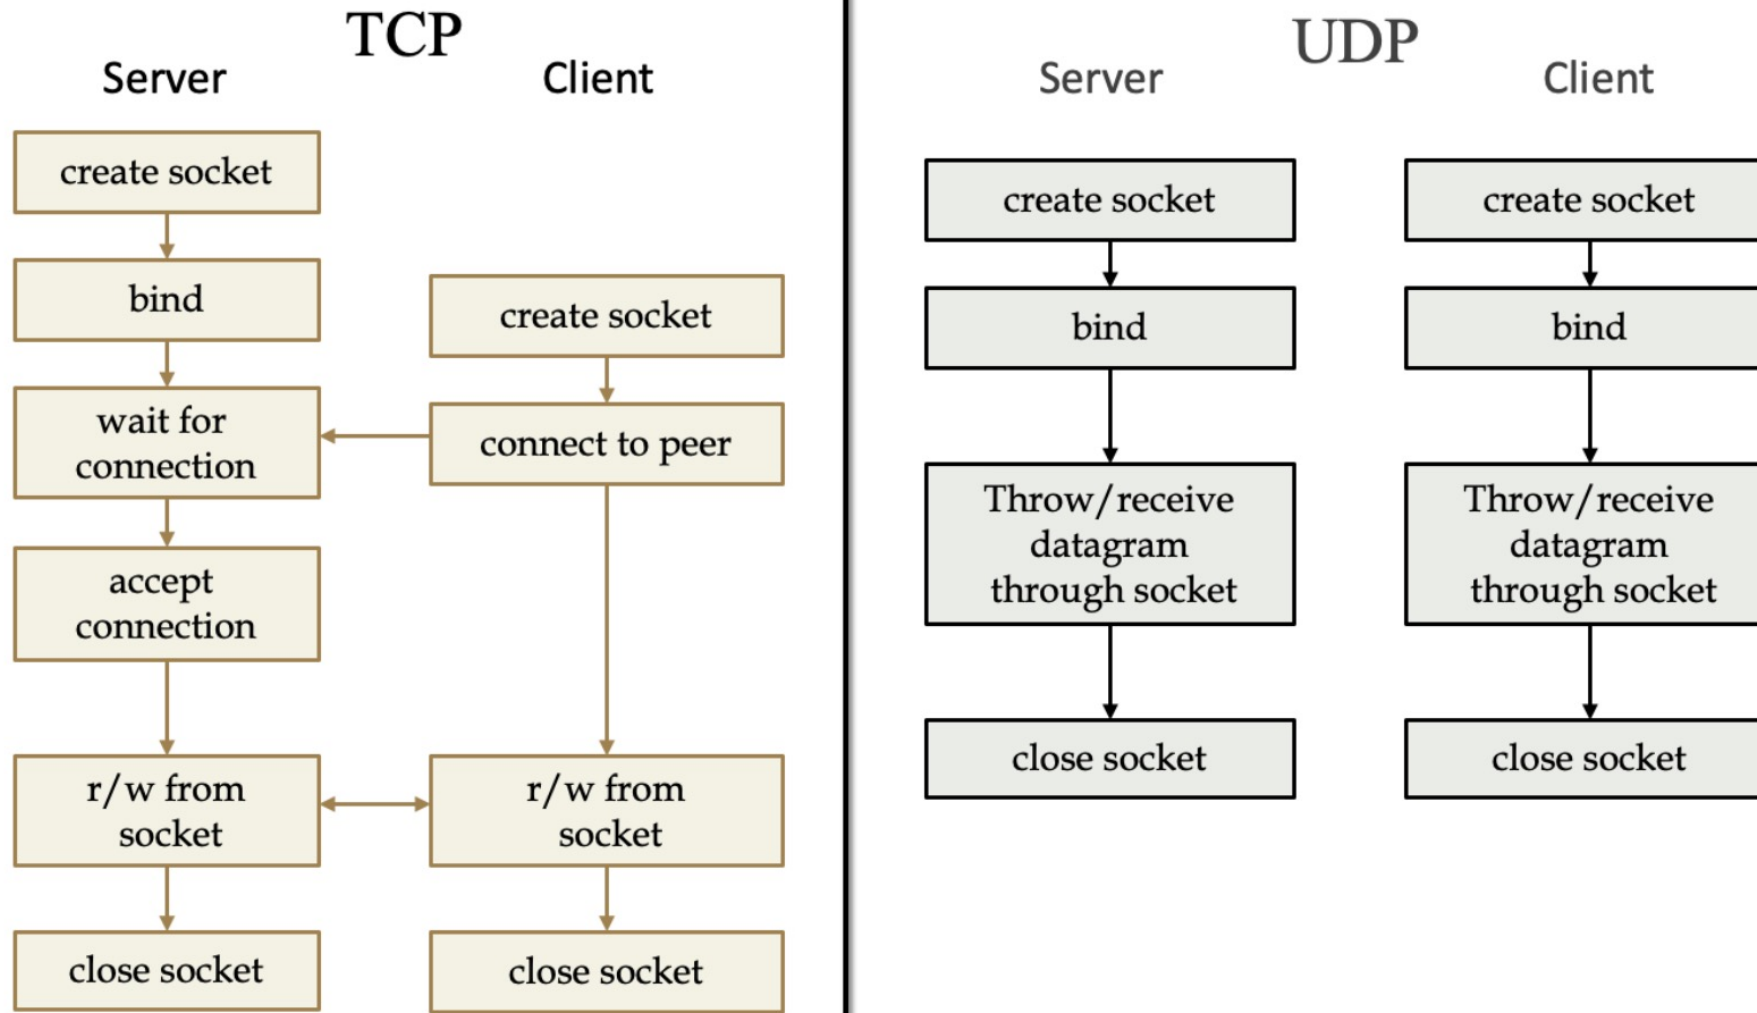 TCP
Server
Client
create socket
bind
wait for
connection
accept
connection
r/w from
socket
close socket
create socket
connect to peer
r/w from
socket
close socket
UDP
Server
Client
create socket
bind
Throw/receive
datagram
through socket
close socket
create socket
bind
Throw/receive
datagram
through socket
close socket